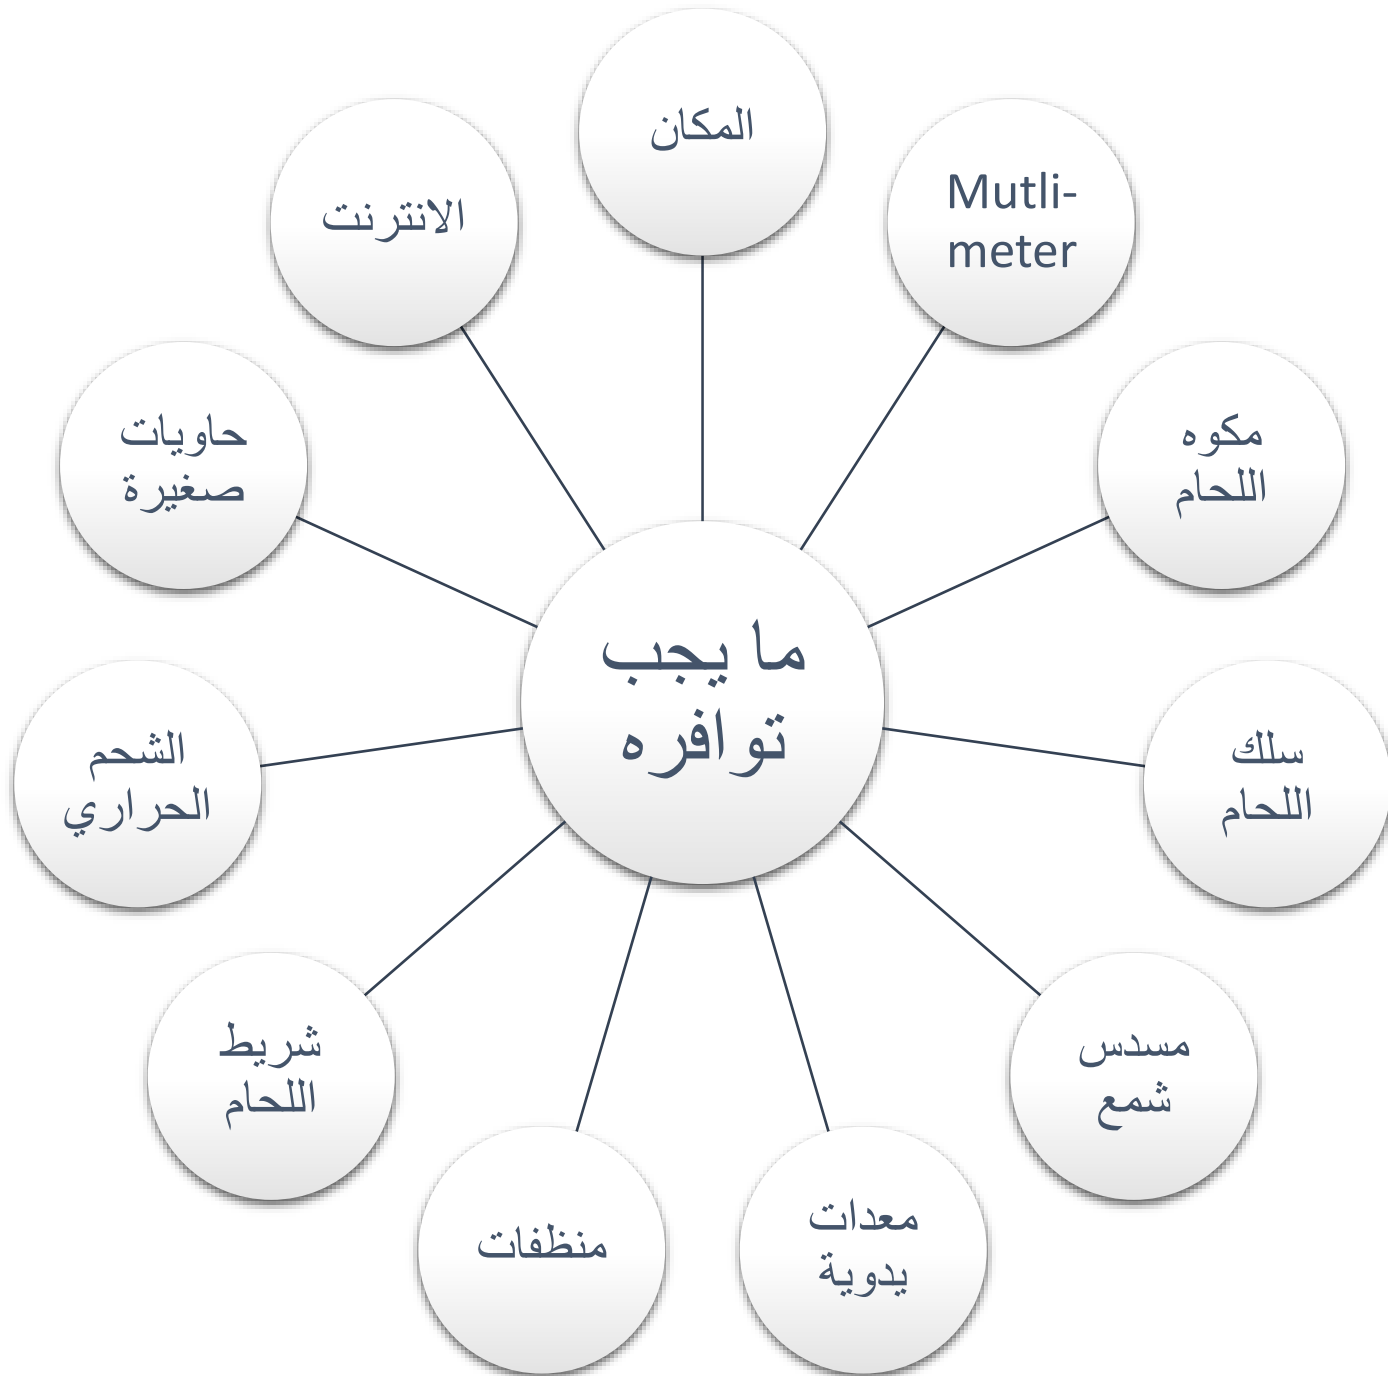 المكان
Mutli-
meter
مكوه
اللحام
سلك
اللحام
مسدس
شمع
معدات
يدوية
منظفات
شريط
اللحام
الشحم
الحراري
حاويات
صغيرة
الانترنت
ما يجب
توافره